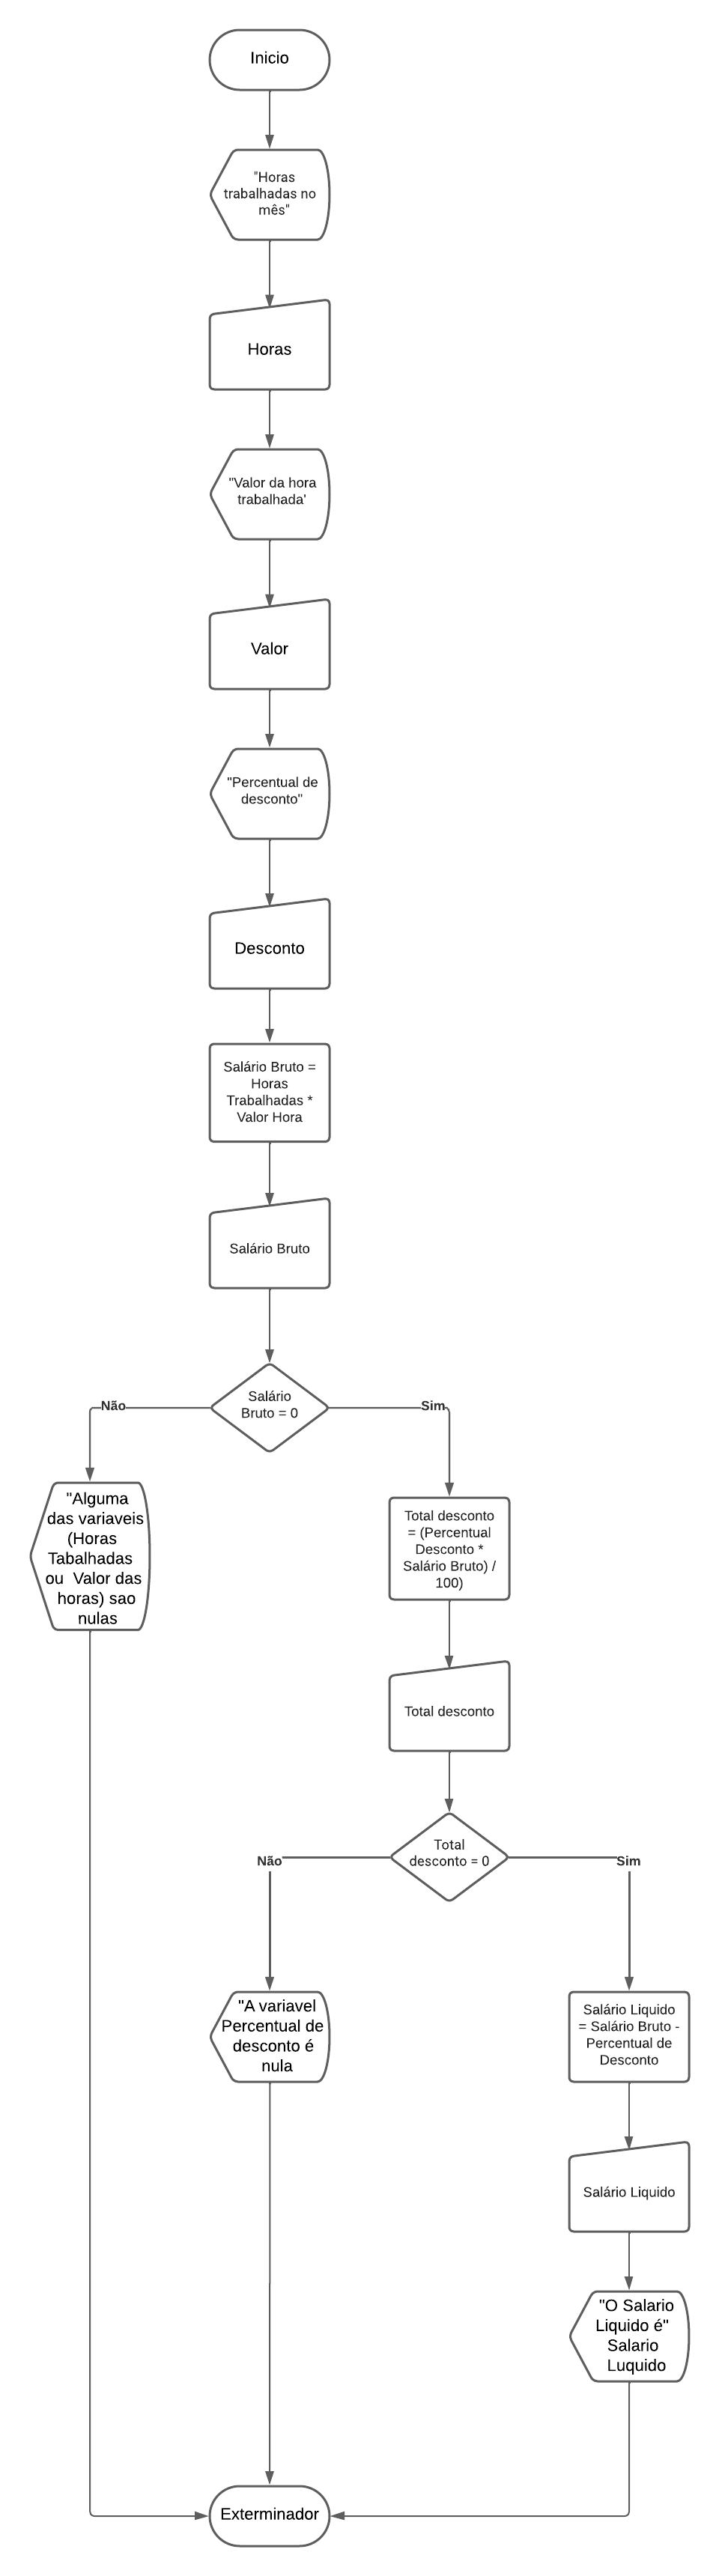 Inicio
"Horas
trabalhadas no
mês"
Horas
"Valor da hora
trabalhada'
Valor
"Percentual de
desconto"
Desconto
Salário Bruto =
Horas
Trabalhadas *
Valor Hora
Salário Bruto
Salário
Bruto = 0
Não
Sim
"Alguma
das variaveis
(Horas
Tabalhadas
ou Valor das
horas) sao
nulas
Total desconto
= (Percentual
Desconto *
Salário Bruto) /
100)
Total desconto
Total
desconto = 0
Não
Sim
"A variavel
Percentual de
desconto é
nula
Salário Liquido
= Salário Bruto -
Percentual de
Desconto
Salário Liquido
"O Salario
Liquido é"
Salario
Luquido
Exterminador